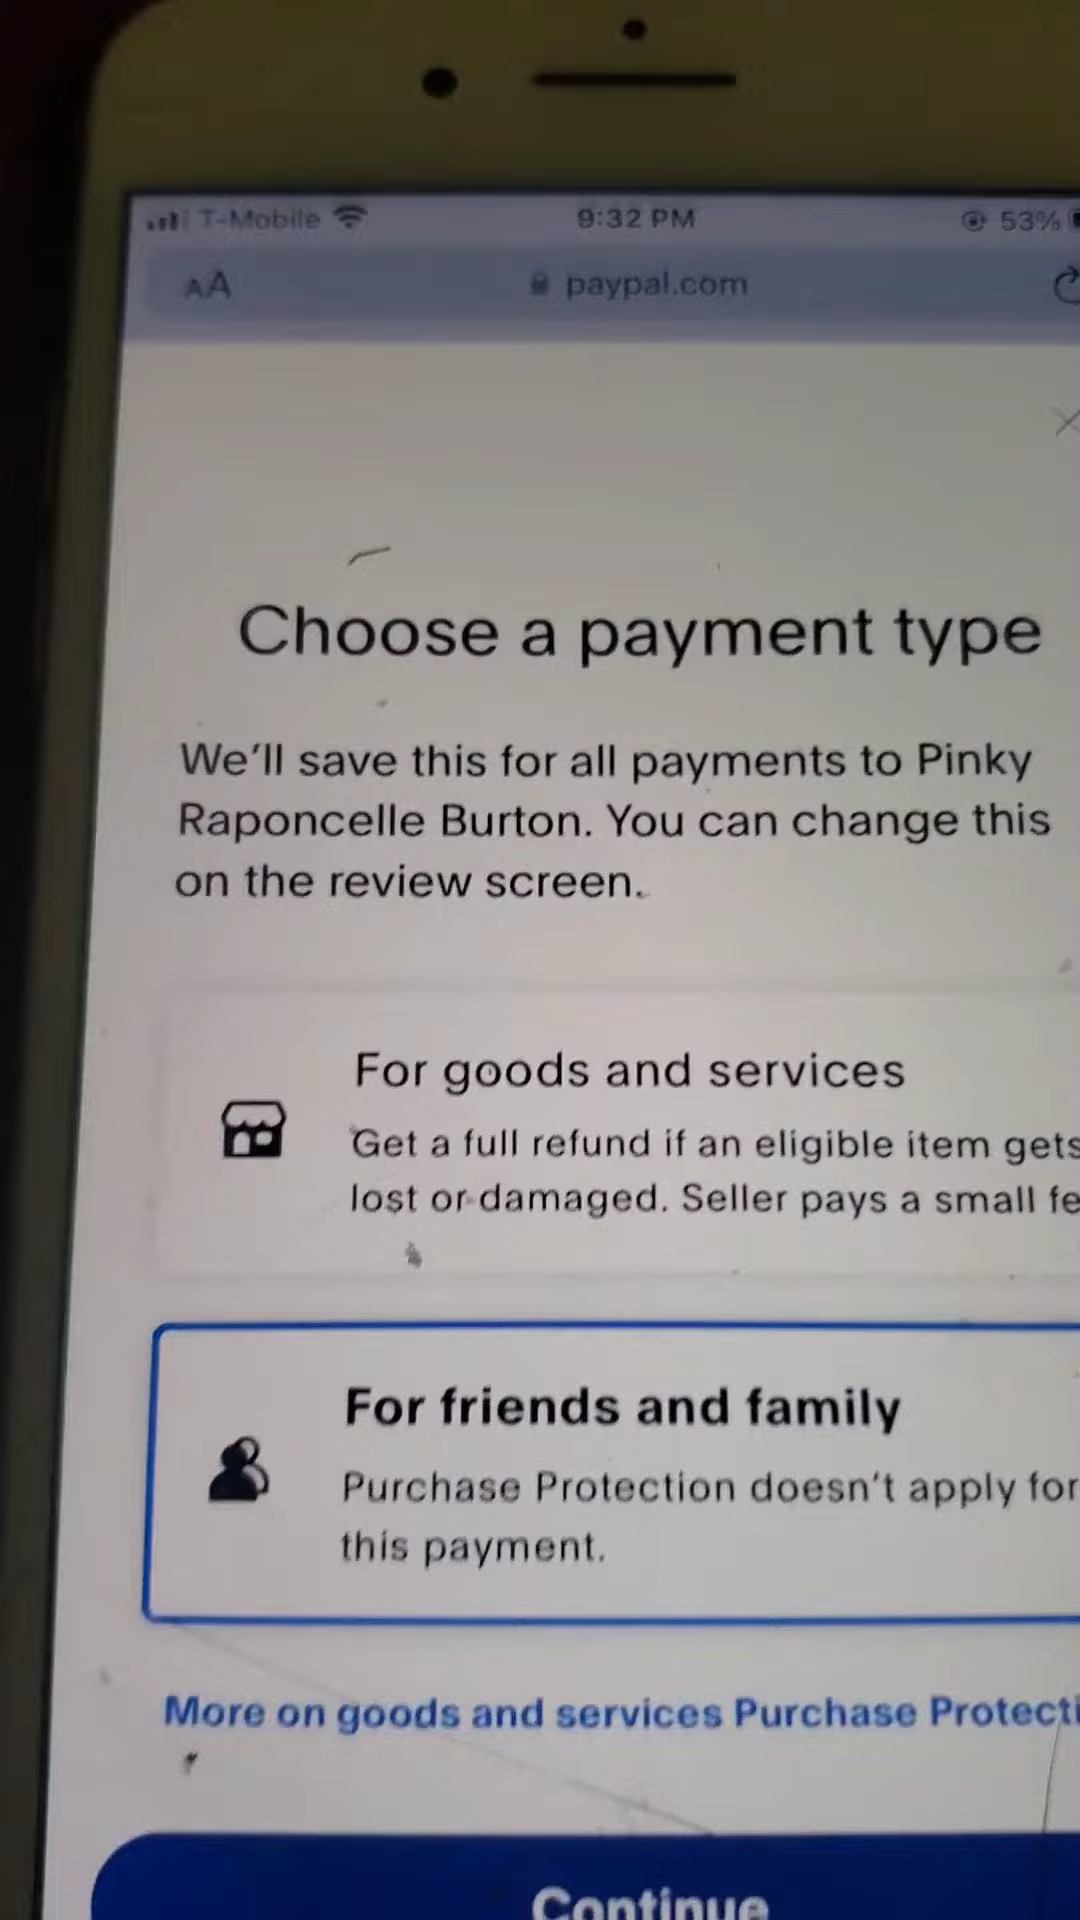 T-Mobile
9:32 PM
53%
AA
paypal.com
Choose a payment type
We'll save this for all payments to Pinky
Raponcelle Burton. You can change this
on the review screen.
For goods and services
Get a full refund if an eligible item gets
lost or damaged. Seller pays a small fe
For friends and family
Purchase Protection doesn't apply for
this payment.
More on goods and services Purchase Protecti
Continue